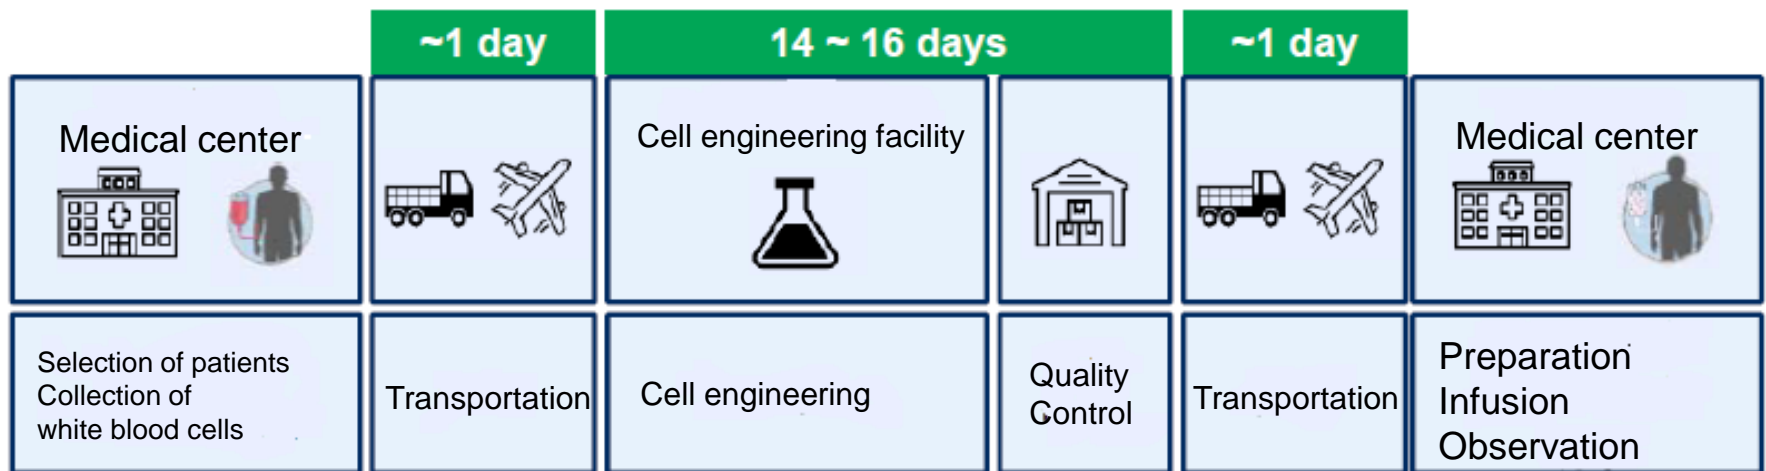 ~1 day
14 ~ 16 days
~1 day
Medical center
Cell engineering facility
Medical center
Selection of patients
Collection of
white blood cells
Transportation
Cell engineering
Quality
Control
Transportation
Preparation
Infusion
Observation